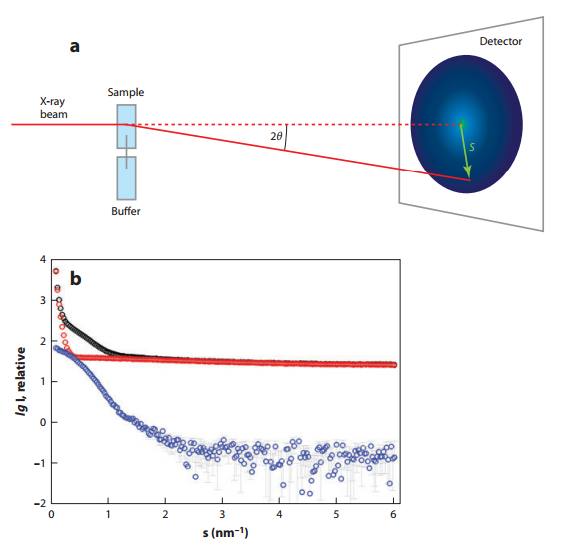 a
Detector
Sample
X-ray
beam
2θ
S
Buffer
b
4
3
2
1
0
−1
−2
lg I, relative
0 1 2 3 4 5 6
s (nm⁻¹)